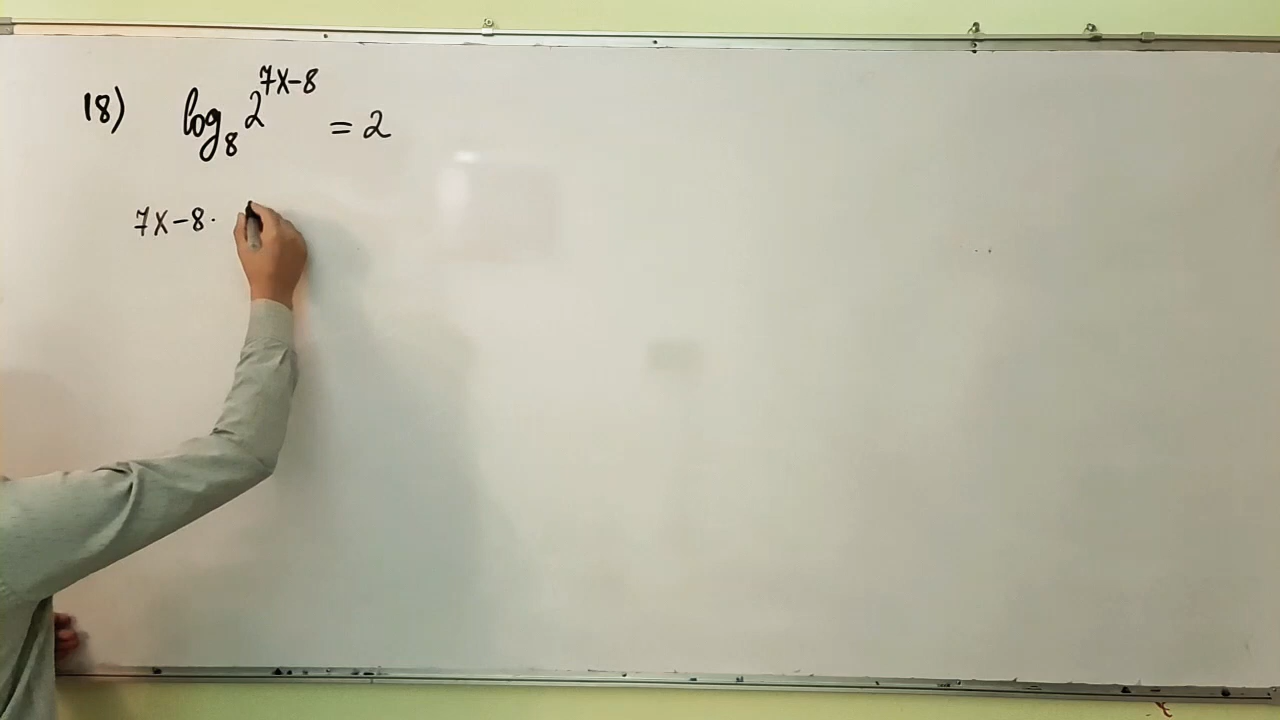 18) log₈ 2^(7x-8) = 2
7x-8 ·